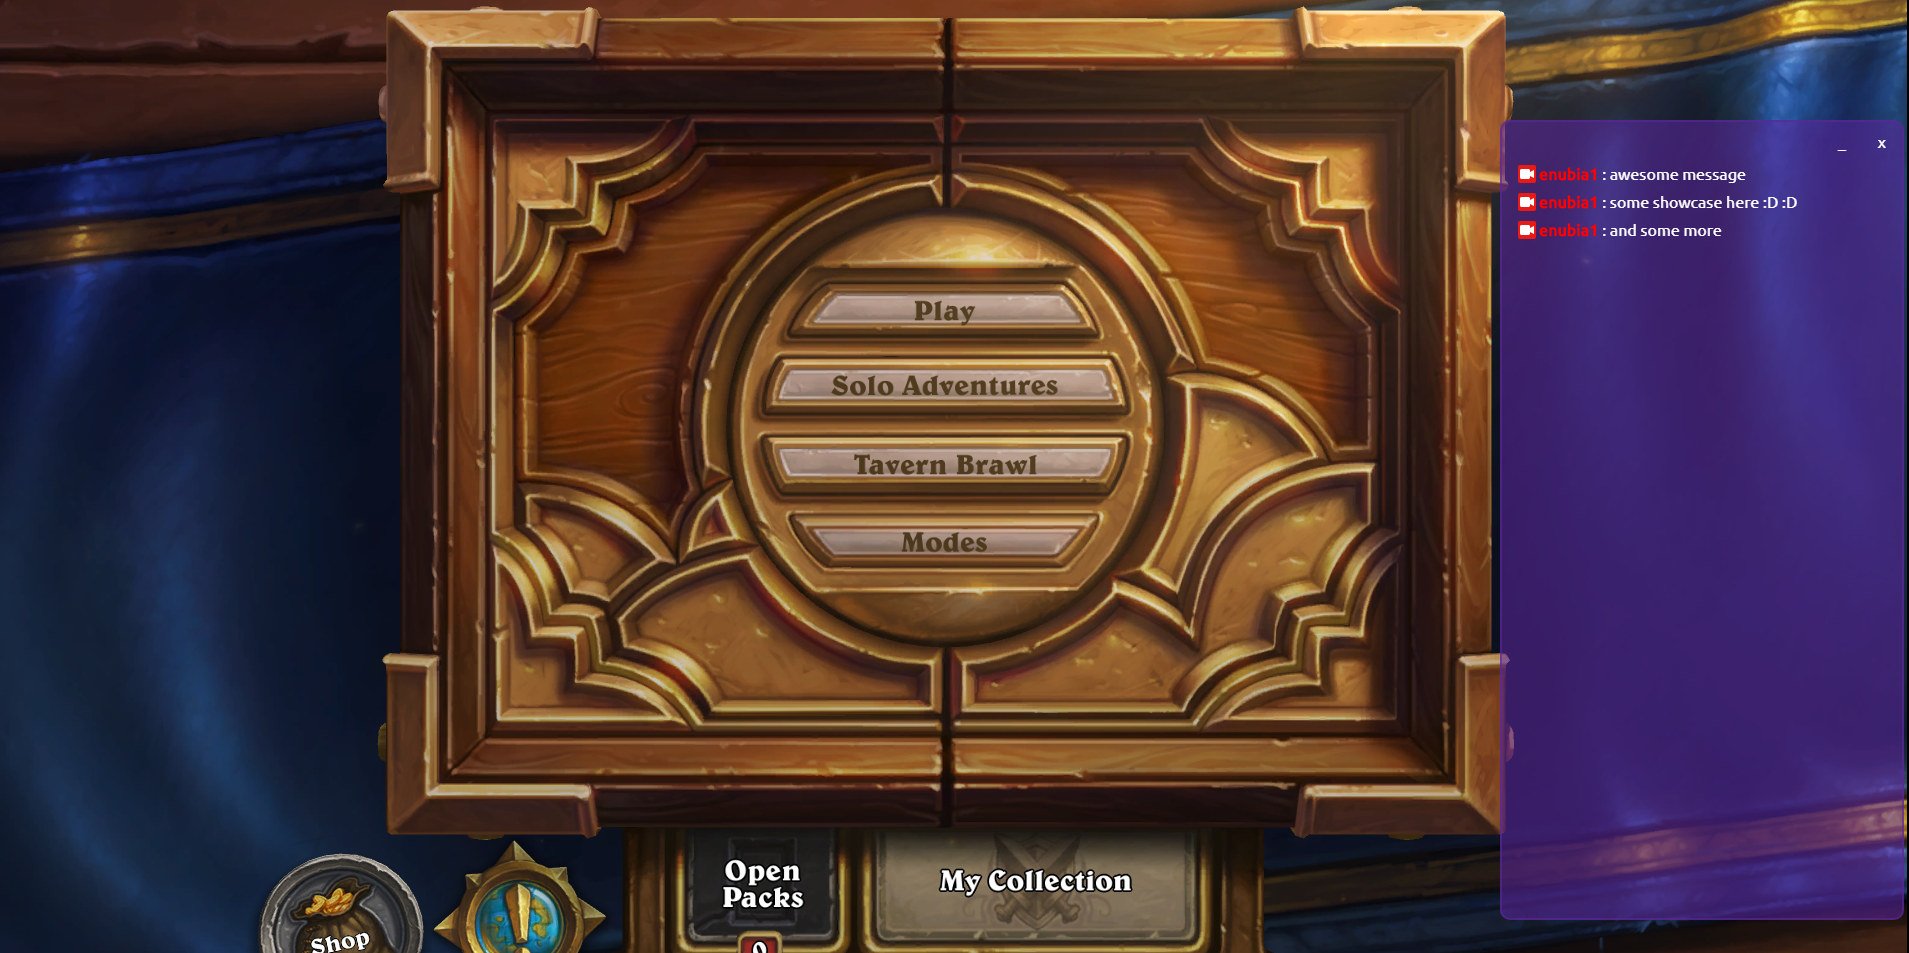 Play
Solo Adventures
Tavern Brawl
Modes
Open
Packs
My Collection
Shop
_ x
enubia1 : awesome message
enubia1 : some showcase here :D :D
enubia1 : and some more